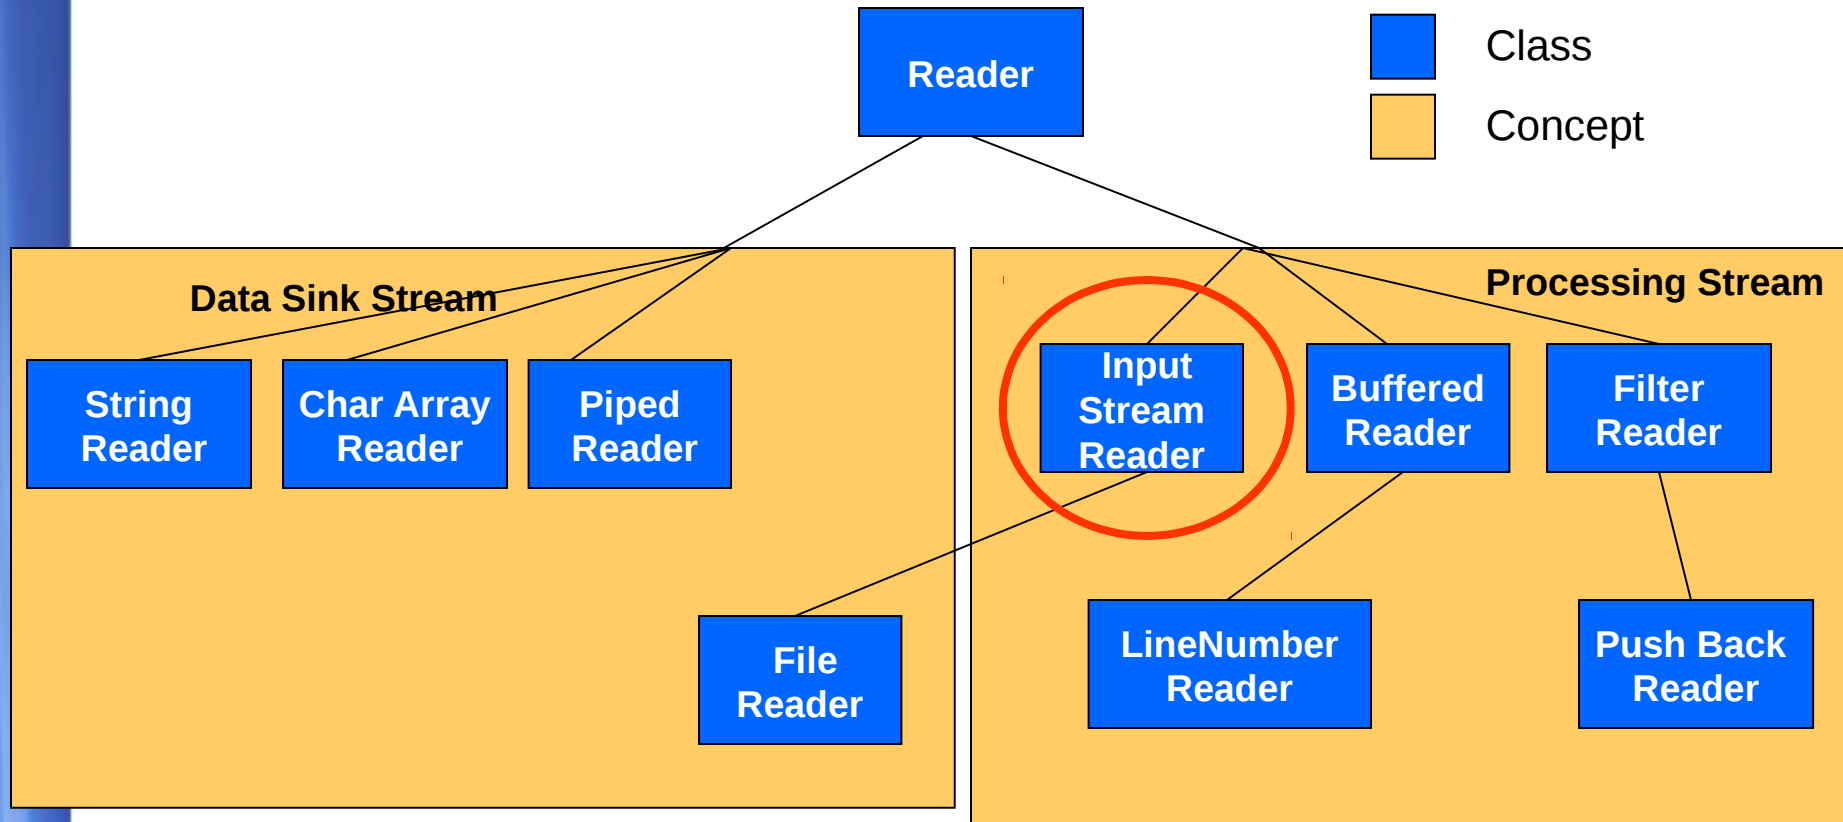 Reader
Class
Concept
Data Sink Stream
Processing Stream
String
Reader
Char Array
Reader
Piped
Reader
Input
Stream
Reader
Buffered
Reader
Filter
Reader
File
Reader
LineNumber
Reader
Push Back
Reader